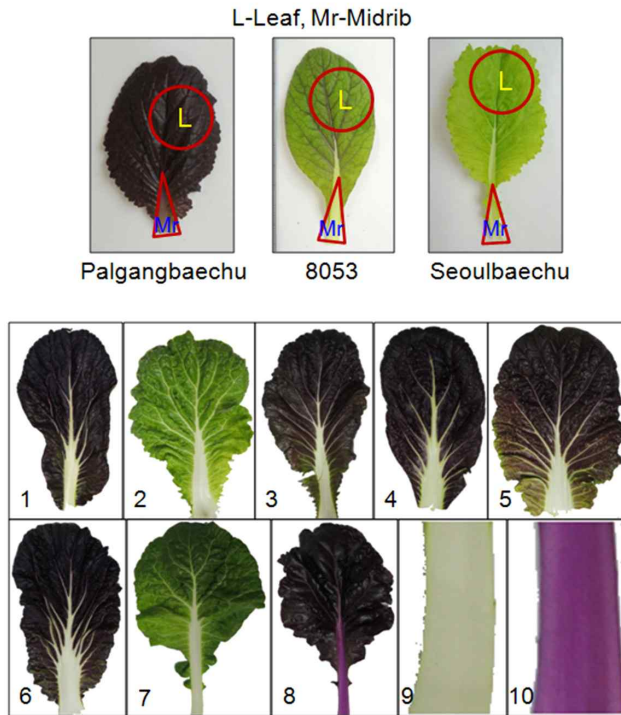 L-Leaf, Mr-Midrib
L L L
Mr Mr Mr
Palgangbaechu 8053 Seoulbaechu
1 2 3 4 5
6 7 8 9 10